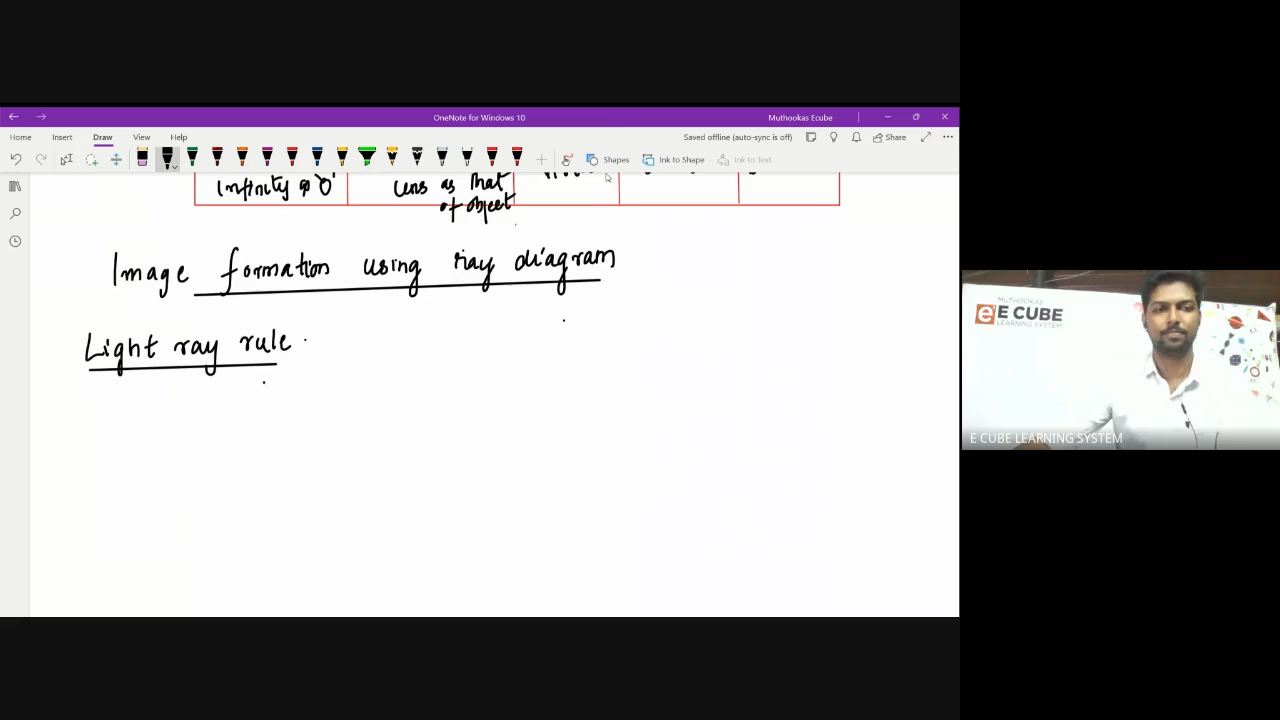 OneNote for Windows 10
Muthookas Ecube
Home Insert Draw View Help
Saved offline (auto-sync is off)
Share
Shapes
Ink to Shape
Ink to Text
infinity
lens as that
of object
Image formation using ray diagram
Light ray rule
MUTHOOKAS
e E CUBE
LEARNING SYSTEM
E CUBE LEARNING SYSTEM